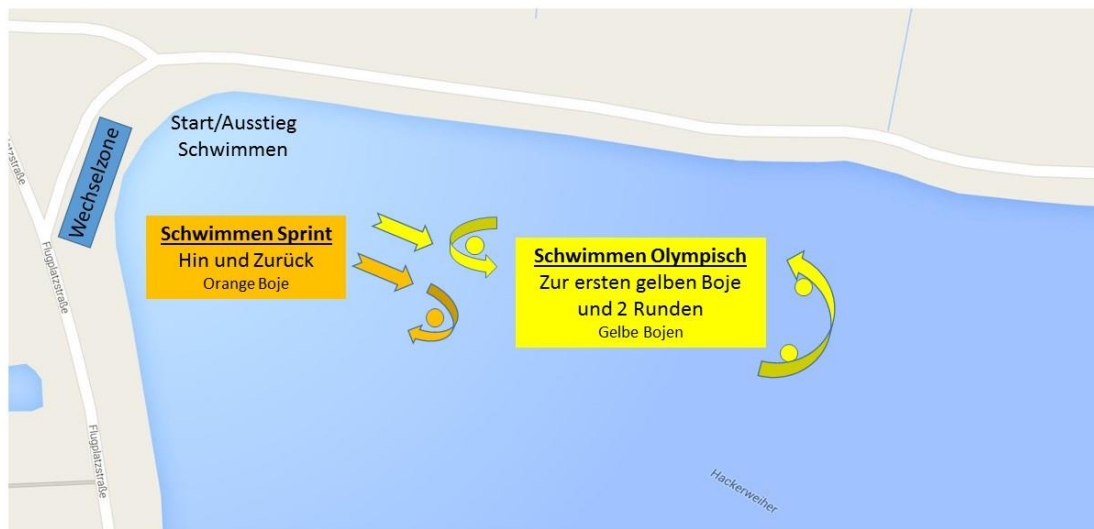 Start/Ausstieg
Schwimmen
Wechselzone
Schwimmen Sprint
Hin und Zurück
Orange Boje
Schwimmen Olympisch
Zur ersten gelben Boje
und 2 Runden
Gelbe Bojen
platzstraße
Flugplatzstraße
Flugplatzstraße
Hackerweiher